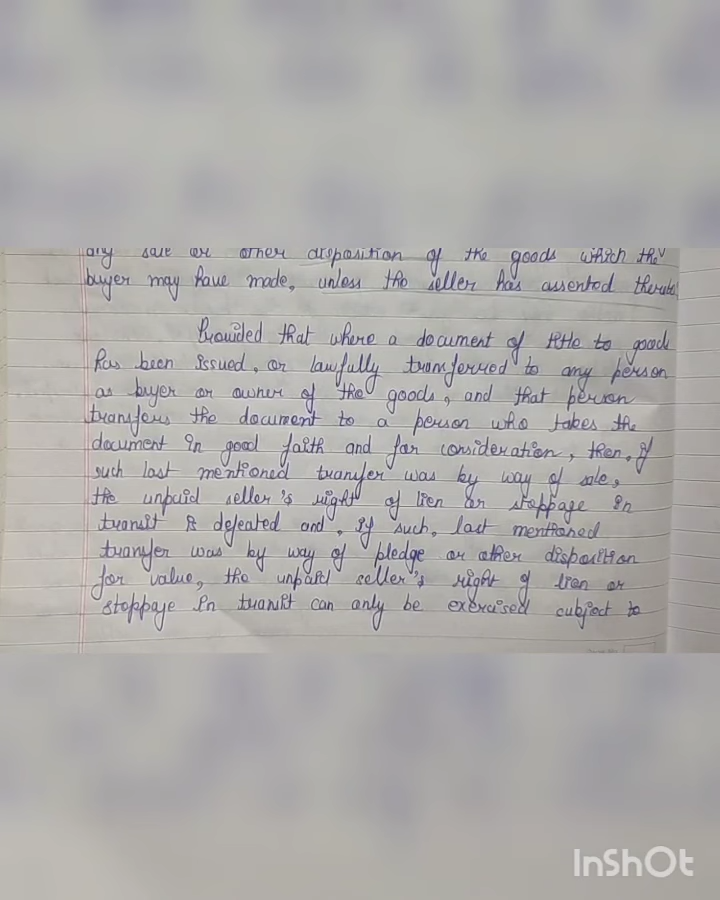 any sale or other disposition of the goods which the
buyer may have made, unless the seller has assented thereto.
Provided that where a document of title to good
has been issued, or lawfully transferred to any person
as buyer or owner of the goods, and that person
transfers the document to a person who takes the
document in good faith and for consideration, then, if
such last mentioned transfer was by way of sale,
the unpaid seller's right of lien or stoppage in
transit is defeated and, if such, last mentioned
transfer was by way of pledge or other disposition
for value, the unpaid seller's right of lien or
stoppage in transit can only be exercised subject to
InShOt